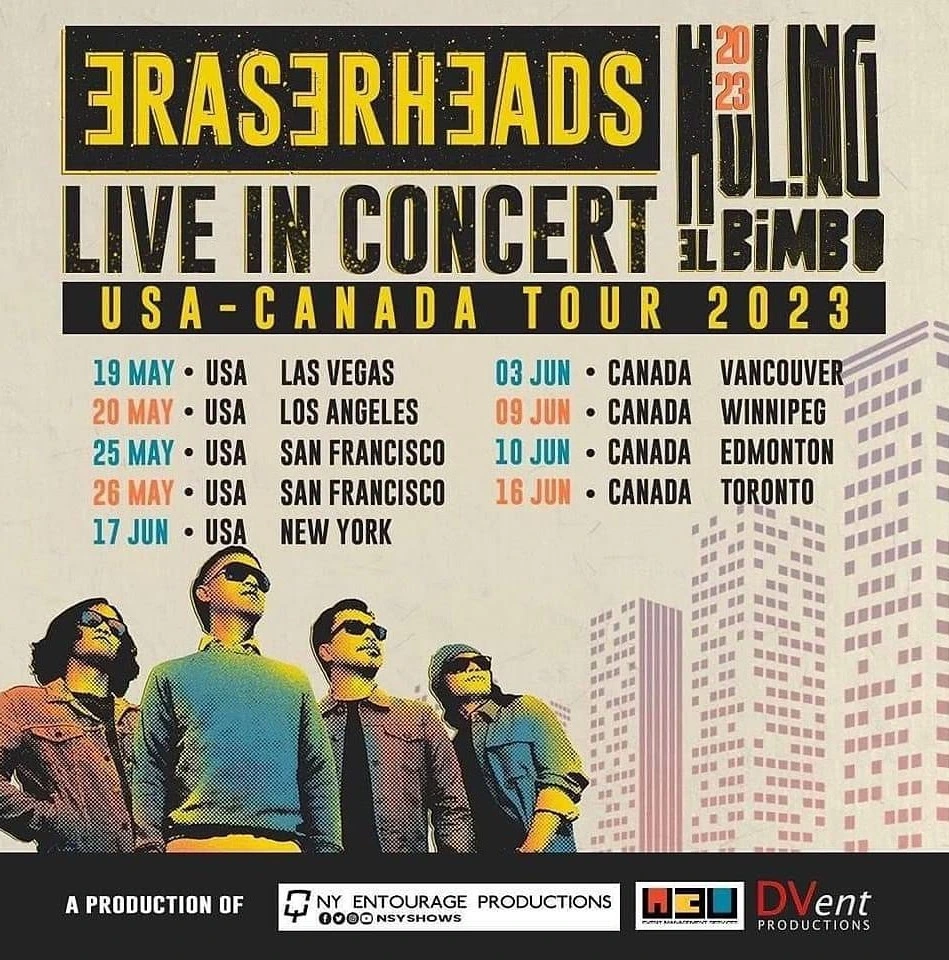 ERASERHEADS
LIVE IN CONCERT
2023
HULING
EL BiMBO
USA-CANADA TOUR 2023
19 MAY • USA LAS VEGAS
20 MAY • USA LOS ANGELES
25 MAY • USA SAN FRANCISCO
26 MAY • USA SAN FRANCISCO
17 JUN • USA NEW YORK
03 JUN • CANADA VANCOUVER
09 JUN • CANADA WINNIPEG
10 JUN • CANADA EDMONTON
16 JUN • CANADA TORONTO
A PRODUCTION OF
NY ENTOURAGE PRODUCTIONS
NSYSHOWS
EVENT MANAGEMENT SERVICES
DVent
PRODUCTIONS